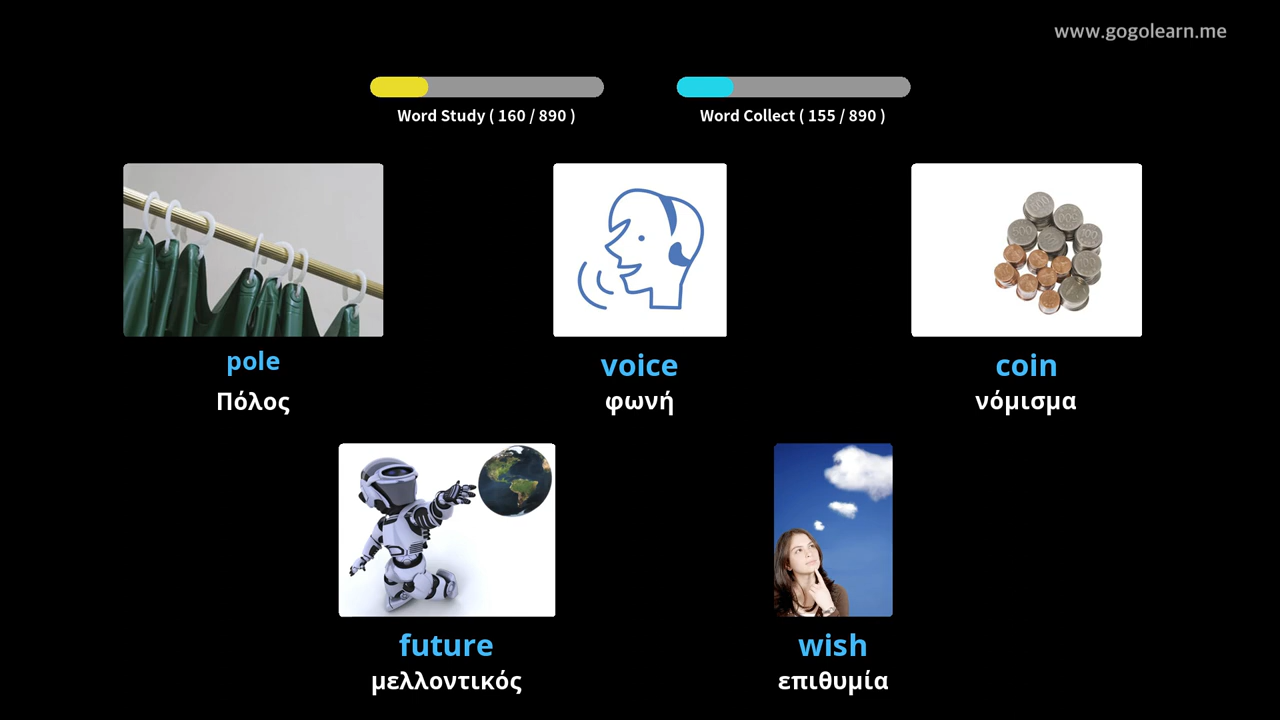 www.gogolearn.me
Word Study ( 160 / 890 )
Word Collect ( 155 / 890 )
pole
Πόλος
voice
φωνή
coin
νόμισμα
future
μελλοντικός
wish
επιθυμία